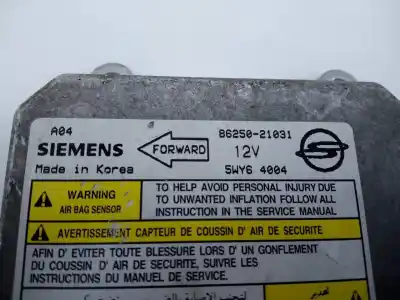 A04
86250-21031
SIEMENS
FORWARD
12V
Made in Korea
5WY6 4004
WARNING
AIR BAG SENSOR
TO HELP AVOID PERSONAL INJURY DUE
TO UNWANTED INFLATION FOLLOW ALL
INSTRUCTION IN THE SERVICE MANUAL
AVERTISSEMENT CAPTEUR DE COUSSIN D' AIR DE SECURITE
AFIN D' EVITER TOUTE BLESSURE LORS D' UN GONFLEMENT
DU COUSSIN D' AIR DE SECURITE, SUIVRE LES
INSTRUCTIONS DU MANUEL DE SERVICE.